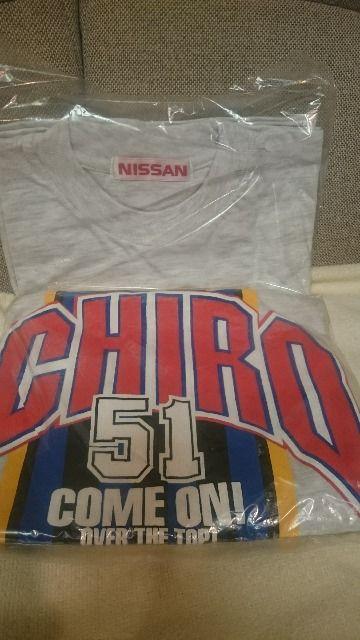 NISSAN
CHIRO
51
COME ON!
OVER THE TOP!